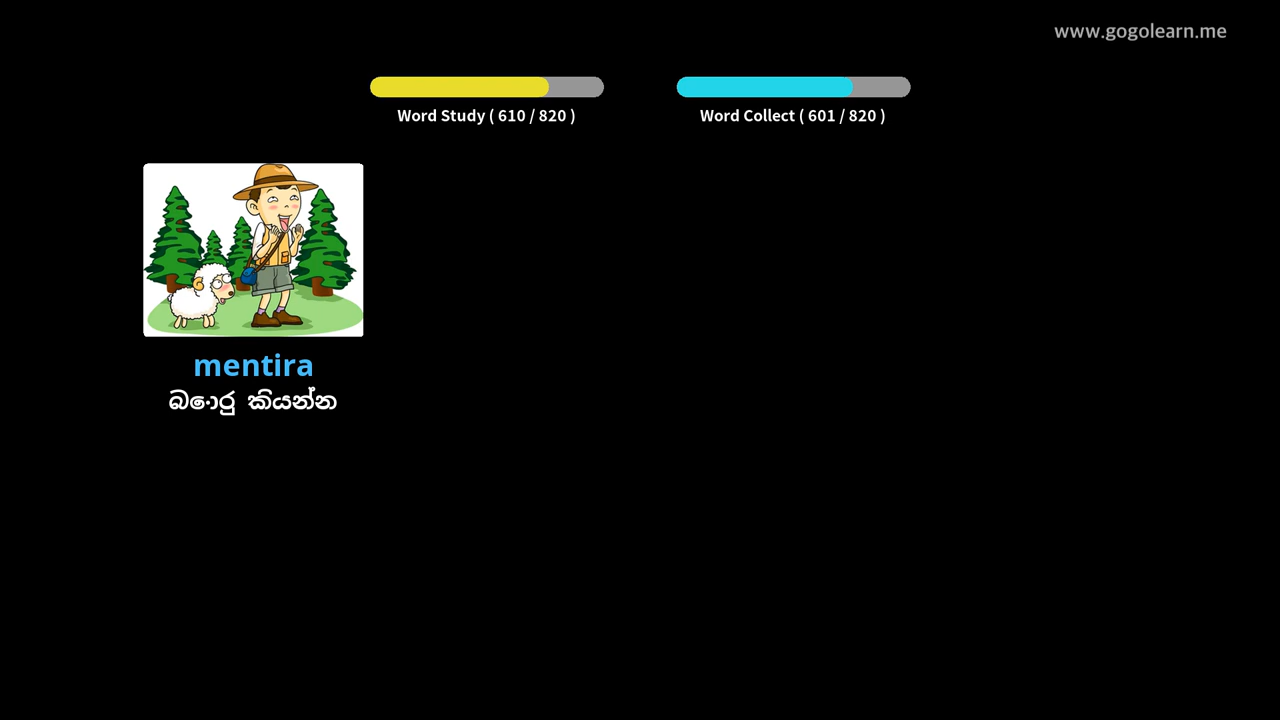 www.gogolearn.me
Word Study ( 610 / 820 )
Word Collect ( 601 / 820 )
mentira
බොරු කියන්න